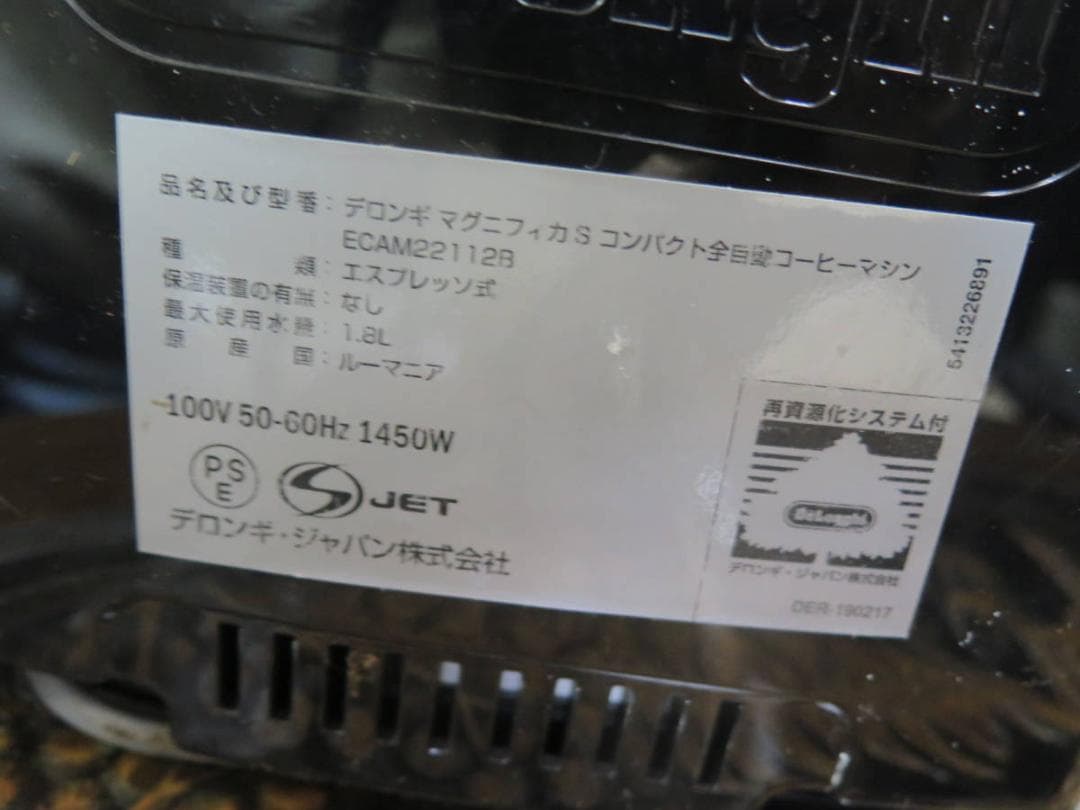 品名及び型番：デロンギ マグニフィカS コンパクト全自動コーヒーマシン
ECAM22112B
種類：エスプレッソ式
保温装置の有無：なし
最大使用水量：1.8L
原産国：ルーマニア
100V 50-60Hz 1450W
PSE
S JET
デロンギ・ジャパン株式会社
5413226891
再資源化システム付
DeLonghi
デロンギ・ジャパン株式会社
DER-190217